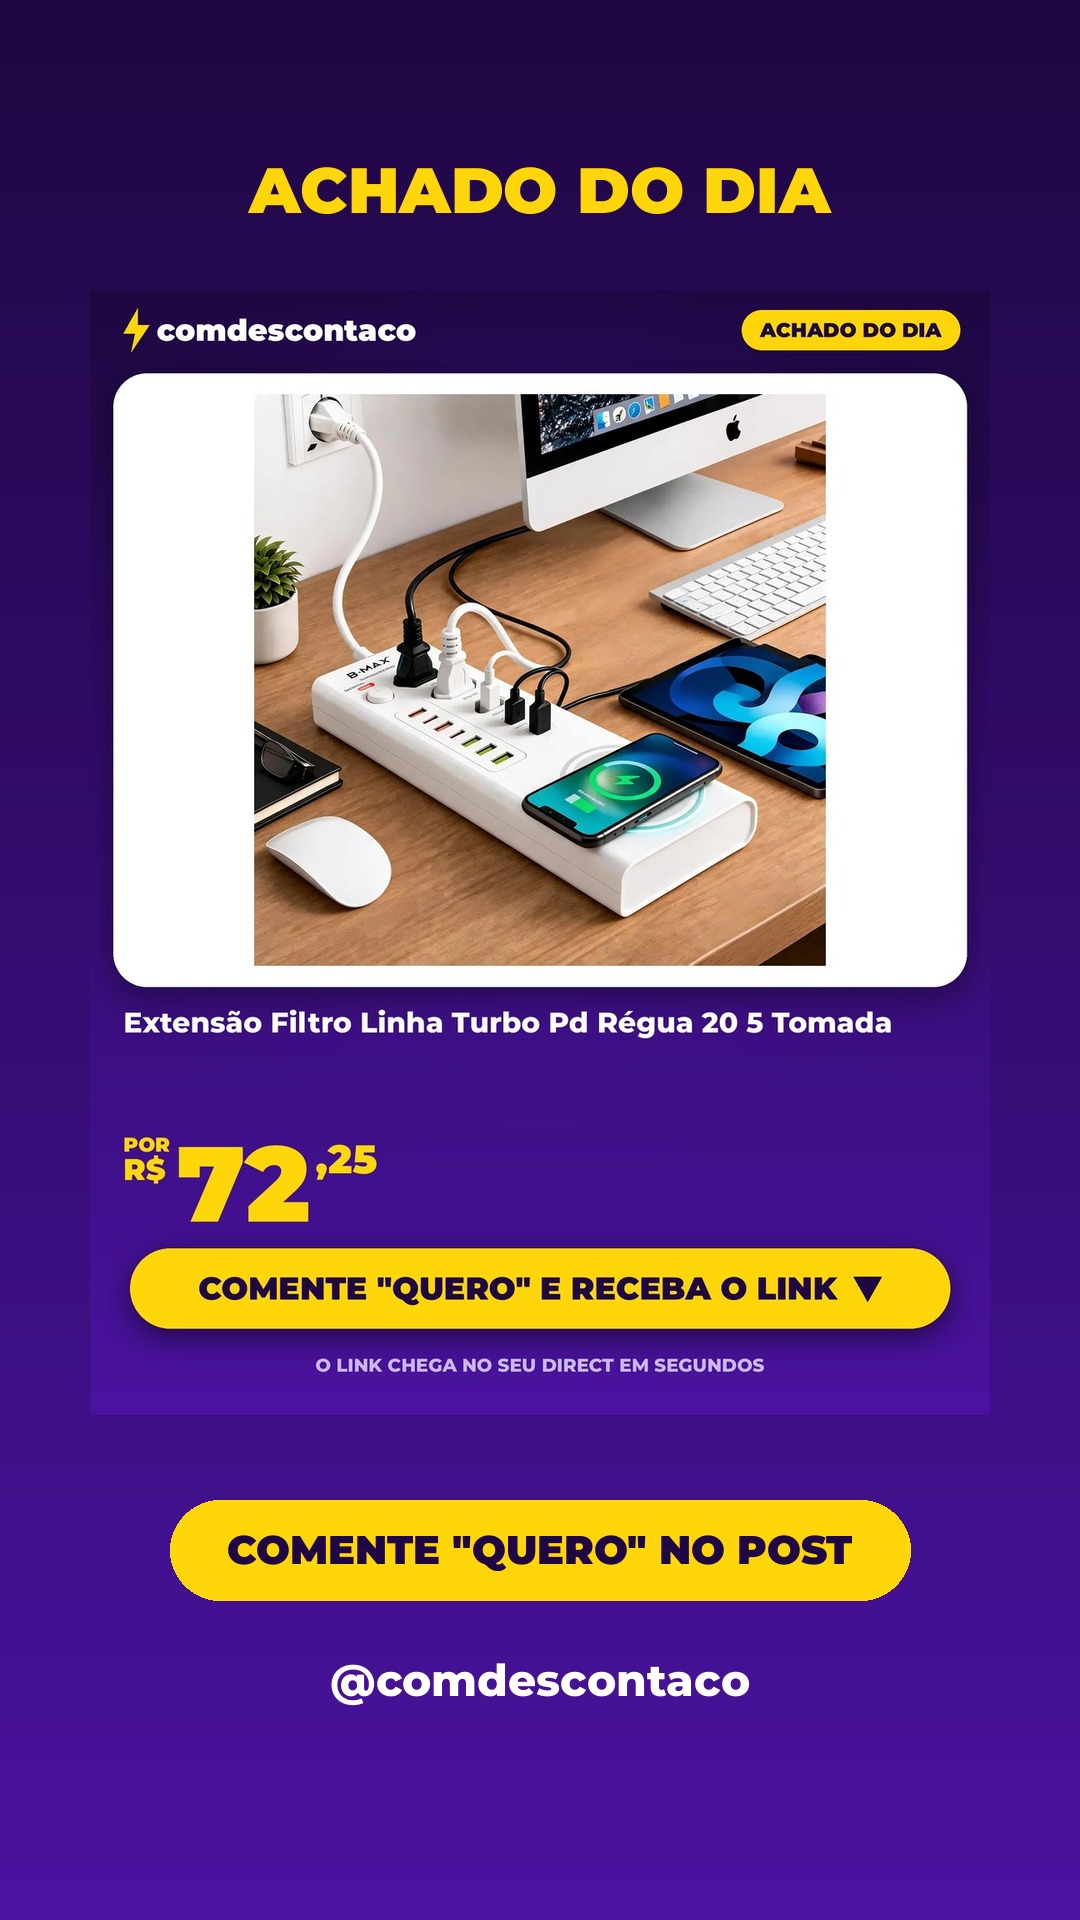 ACHADO DO DIA
comdescontaco
ACHADO DO DIA
B-MAX
Extensão Filtro Linha Turbo Pd Régua 20 5 Tomada
POR
R$ 72,25
COMENTE "QUERO" E RECEBA O LINK ▼
O LINK CHEGA NO SEU DIRECT EM SEGUNDOS
COMENTE "QUERO" NO POST
@comdescontaco